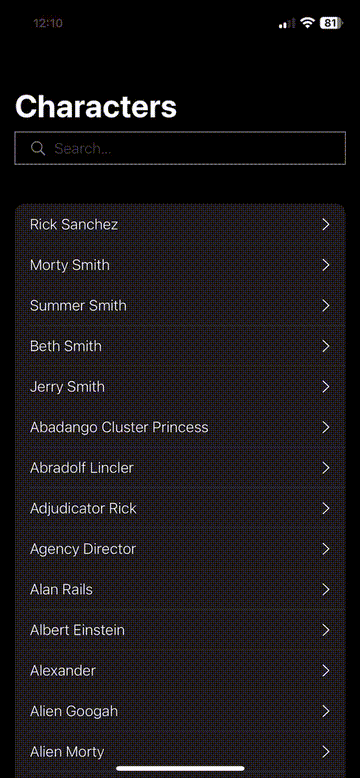 12:10
81
Characters
Search...
Rick Sanchez
Morty Smith
Summer Smith
Beth Smith
Jerry Smith
Abadango Cluster Princess
Abradolf Lincler
Adjudicator Rick
Agency Director
Alan Rails
Albert Einstein
Alexander
Alien Googah
Alien Morty